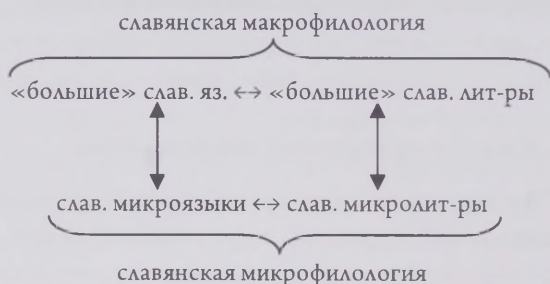 славянская макрофилология
«большие» слав. яз. ↔ «большие» слав. лит-ры
слав. микроязыки ↔ слав. микролит-ры
славянская микрофилология